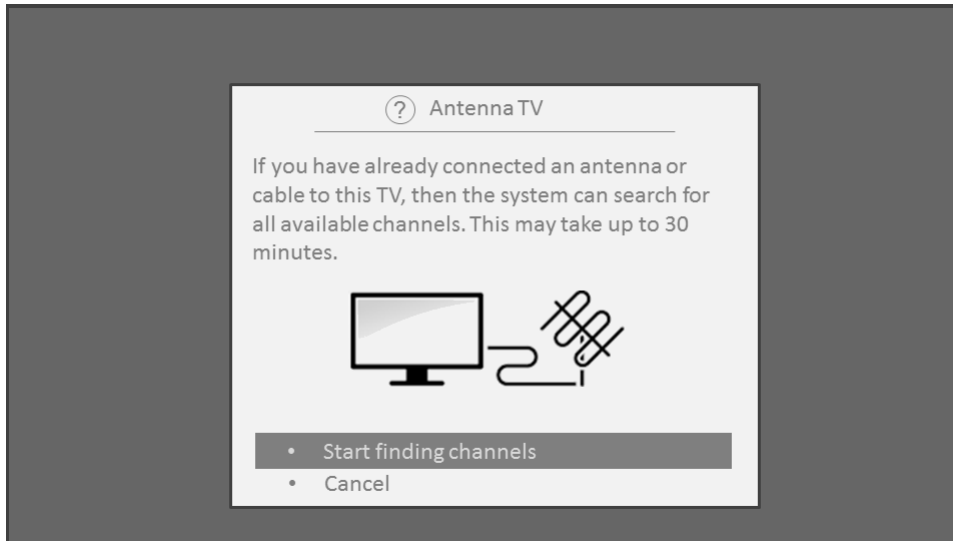 ? Antenna TV
If you have already connected an antenna or
cable to this TV, then the system can search for
all available channels. This may take up to 30
minutes.
• Start finding channels
• Cancel